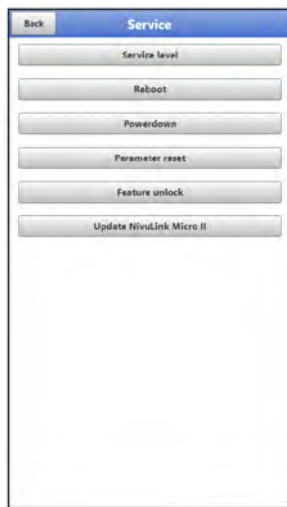 Back
Service
Service level
Reboot
Powerdown
Parameter reset
Feature unlock
Update NivuLink Micro II